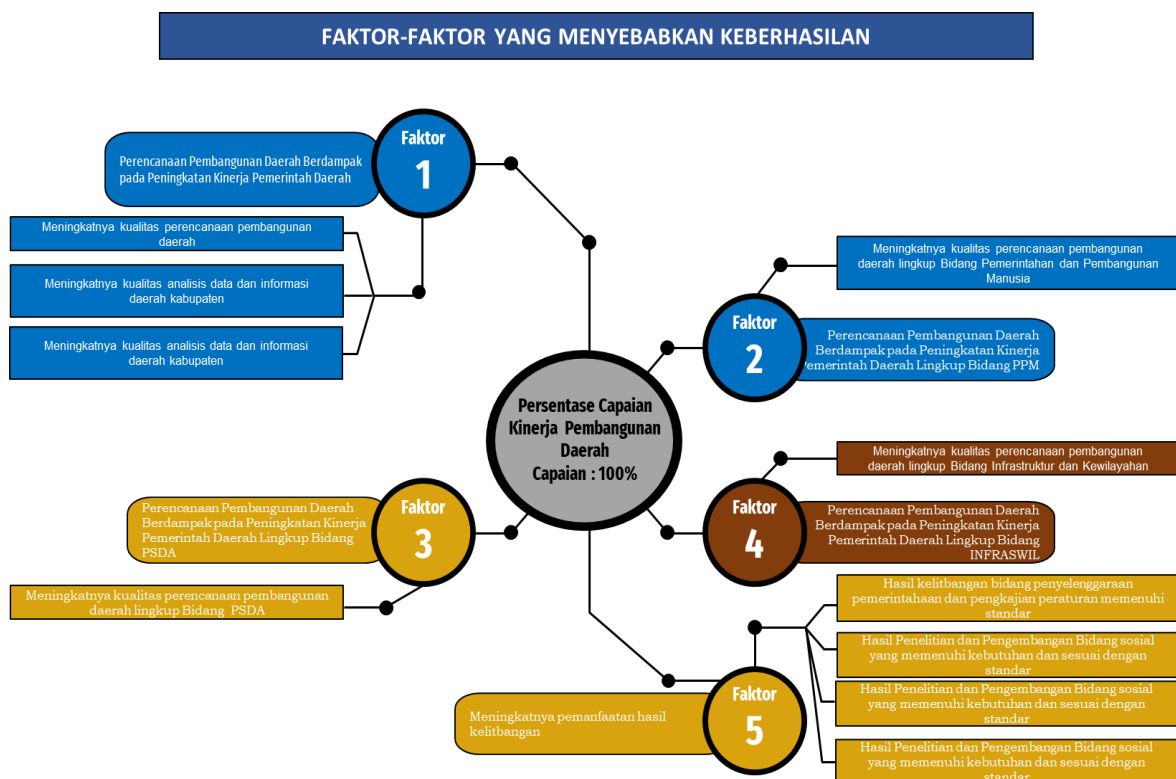 FAKTOR-FAKTOR YANG MENYEBABKAN KEBERHASILAN
Faktor
1
Perencanaan Pembangunan Daerah Berdampak
pada Peningkatan Kinerja Pemerintah Daerah
Meningkatnya kualitas perencanaan pembangunan
daerah
Meningkatnya kualitas analisis data dan informasi
daerah kabupaten
Meningkatnya kualitas analisis data dan informasi
daerah kabupaten
Meningkatnya kualitas perencanaan pembangunan
daerah lingkup Bidang Pemerintahan dan Pembangunan
Manusia
Faktor
2
Perencanaan Pembangunan Daerah
Berdampak pada Peningkatan Kinerja
Pemerintah Daerah Lingkup Bidang PPM
Persentase Capaian
Kinerja Pembangunan
Daerah
Capaian : 100%
Faktor
3
Perencanaan Pembangunan Daerah
Berdampak pada Peningkatan Kinerja
Pemerintah Daerah Lingkup Bidang
PSDA
Meningkatnya kualitas perencanaan pembangunan
daerah lingkup Bidang PSDA
Meningkatnya kualitas perencanaan pembangunan
daerah lingkup Bidang Infrastruktur dan Kewilayahan
Faktor
4
Perencanaan Pembangunan Daerah
Berdampak pada Peningkatan Kinerja
Pemerintah Daerah Lingkup Bidang
INFRASWIL
Hasil kelitbangan bidang penyelenggaraan
pemerintahaan dan pengkajian peraturan memenuhi
standar
Hasil Penelitian dan Pengembangan Bidang sosial
yang memenuhi kebutuhan dan sesuai dengan
standar
Hasil Penelitian dan Pengembangan Bidang sosial
yang memenuhi kebutuhan dan sesuai dengan
standar
Hasil Penelitian dan Pengembangan Bidang sosial
yang memenuhi kebutuhan dan sesuai dengan
standar
Faktor
5
Meningkatnya pemanfaatan hasil
kelitbangan